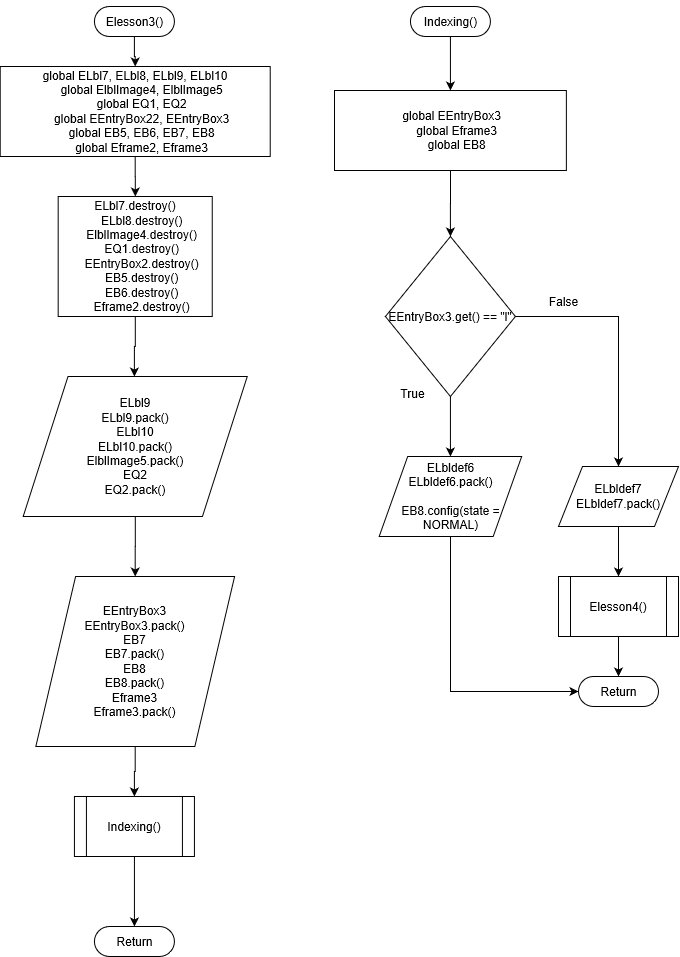 Elesson3()
global ELbl7, ELbl8, ELbl9, ELbl10
global ElblImage4, ElblImage5
global EQ1, EQ2
global EEntryBox22, EEntryBox3
global EB5, EB6, EB7, EB8
global Eframe2, Eframe3
ELbl7.destroy()
ELbl8.destroy()
ElblImage4.destroy()
EQ1.destroy()
EEntryBox2.destroy()
EB5.destroy()
EB6.destroy()
Eframe2.destroy()
ELbl9
ELbl9.pack()
ELbl10
ELbl10.pack()
ElblImage5.pack()
EQ2
EQ2.pack()
EEntryBox3
EEntryBox3.pack()
EB7
EB7.pack()
EB8
EB8.pack()
Eframe3
Eframe3.pack()
Indexing()
Return
Indexing()
global EEntryBox3
global Eframe3
global EB8
EEntryBox3.get() == "I"
False
True
ELbldef6
ELbldef6.pack()
EB8.config(state =
NORMAL)
ELbldef7
ELbldef7.pack()
Elesson4()
Return